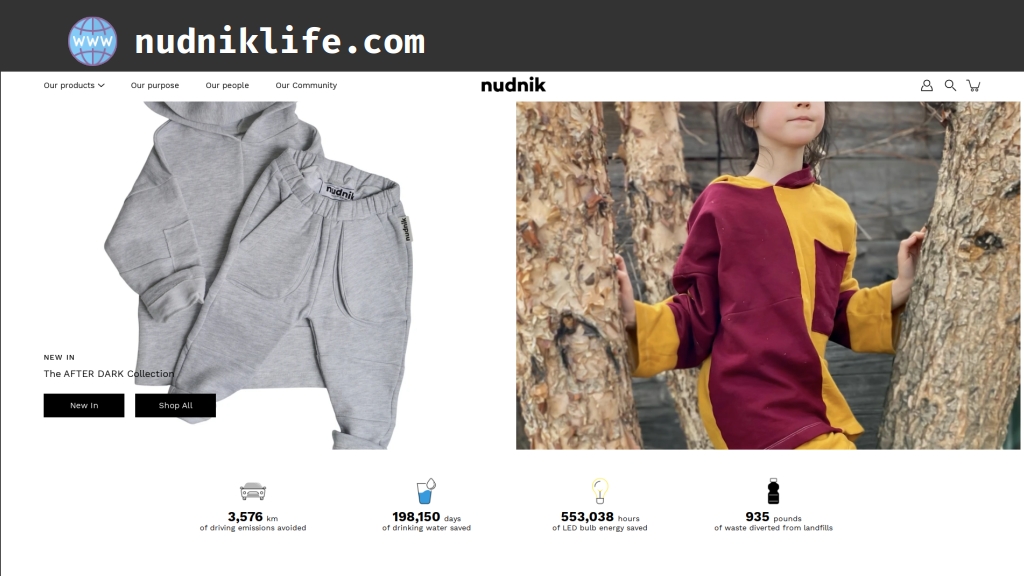 www nudniklife.com
Our products Our purpose Our people Our Community nudnik
nudnik
nudnik
NEW IN
The AFTER DARK Collection
New In Shop All
3,576 km
of driving emissions avoided
198,150 days
of drinking water saved
553,038 hours
of LED bulb energy saved
935 pounds
of waste diverted from landfills